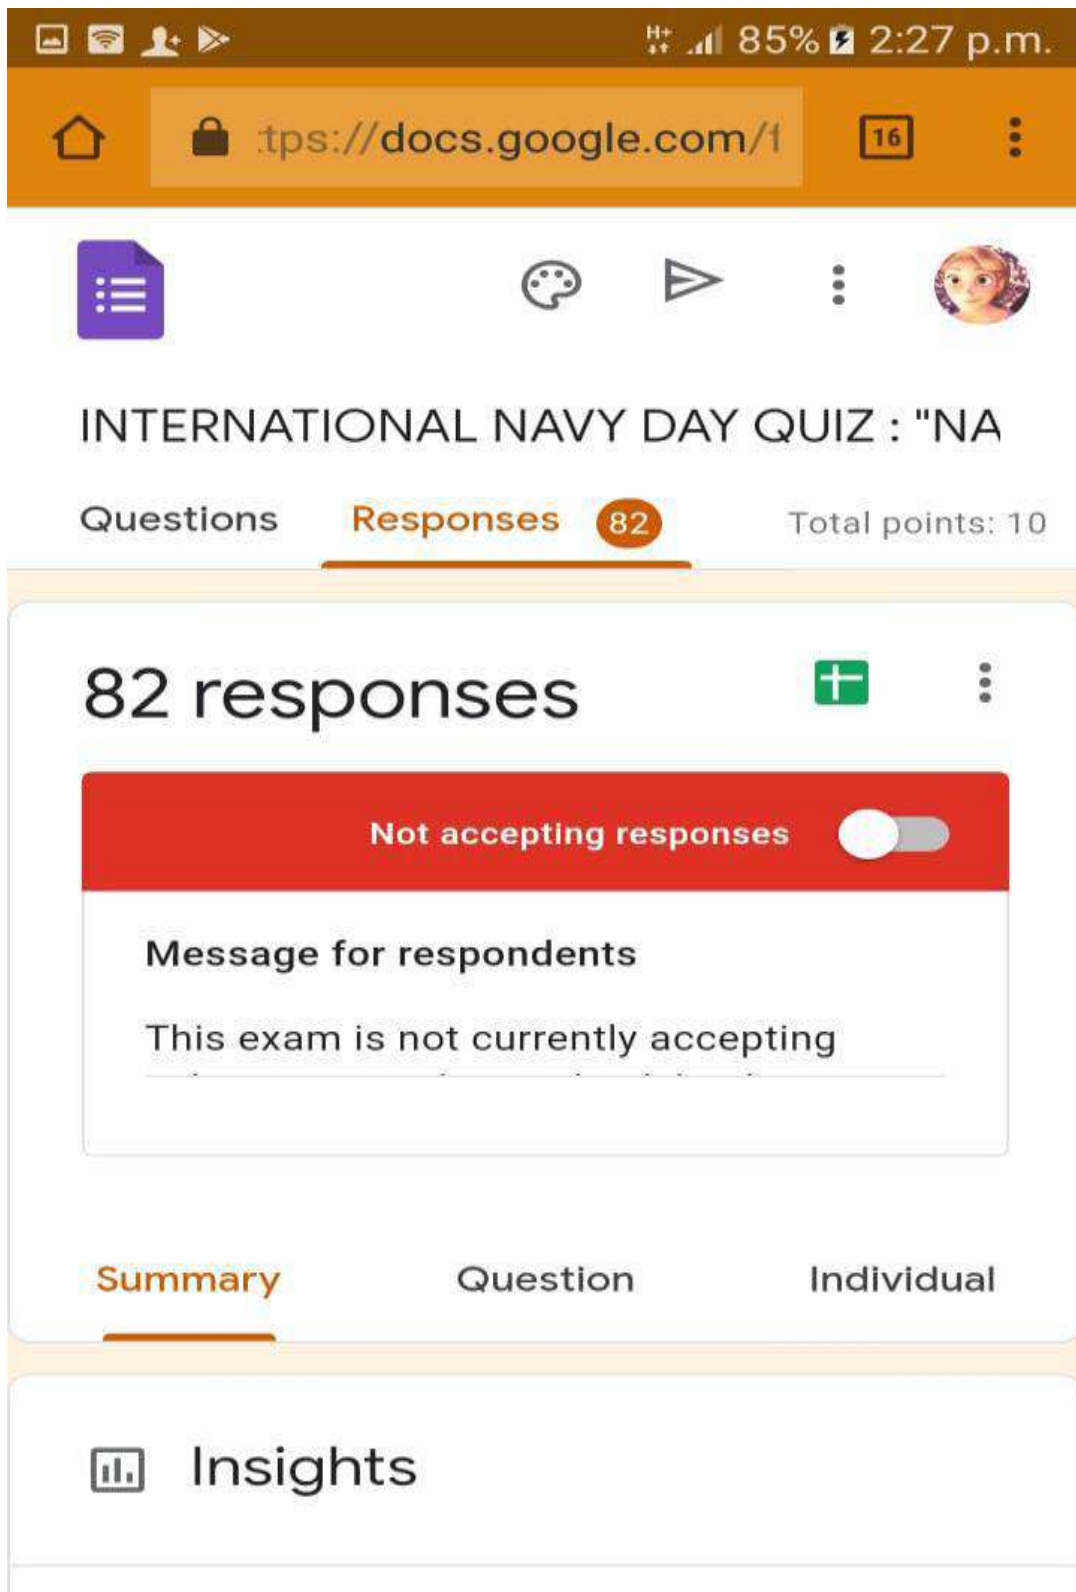 H+ 85% 2:27 p.m.
tps://docs.google.com/f 16
INTERNATIONAL NAVY DAY QUIZ : "NA
Questions Responses 82 Total points: 10
82 responses
Not accepting responses
Message for respondents
This exam is not currently accepting
Summary Question Individual
Insights